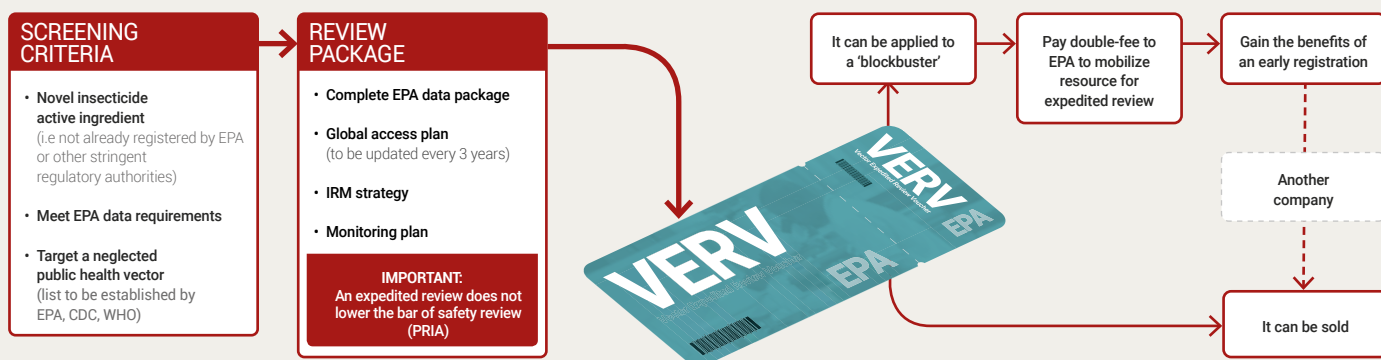 SCREENING
CRITERIA
• Novel insecticide
active ingredient
(i.e not already registered by EPA
or other stringent
regulatory authorities)
• Meet EPA data requirements
• Target a neglected
public health vector
(list to be established by
EPA, CDC, WHO)
REVIEW
PACKAGE
• Complete EPA data package
• Global access plan
(to be updated every 3 years)
• IRM strategy
• Monitoring plan
IMPORTANT:
An expedited review does not
lower the bar of safety review
(PRIA)
VERV
Vector Expedited Review Voucher
EPA
VERV
Vector Expedited Review Voucher
EPA
It can be applied to
a ‘blockbuster’
Pay double-fee to
EPA to mobilize
resource for
expedited review
Gain the benefits of
an early registration
Another
company
It can be sold